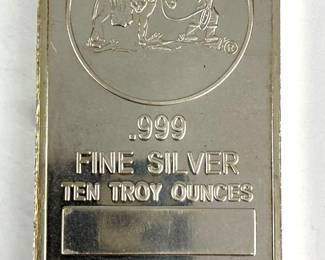 .999
FINE SILVER
TEN TROY OUNCES